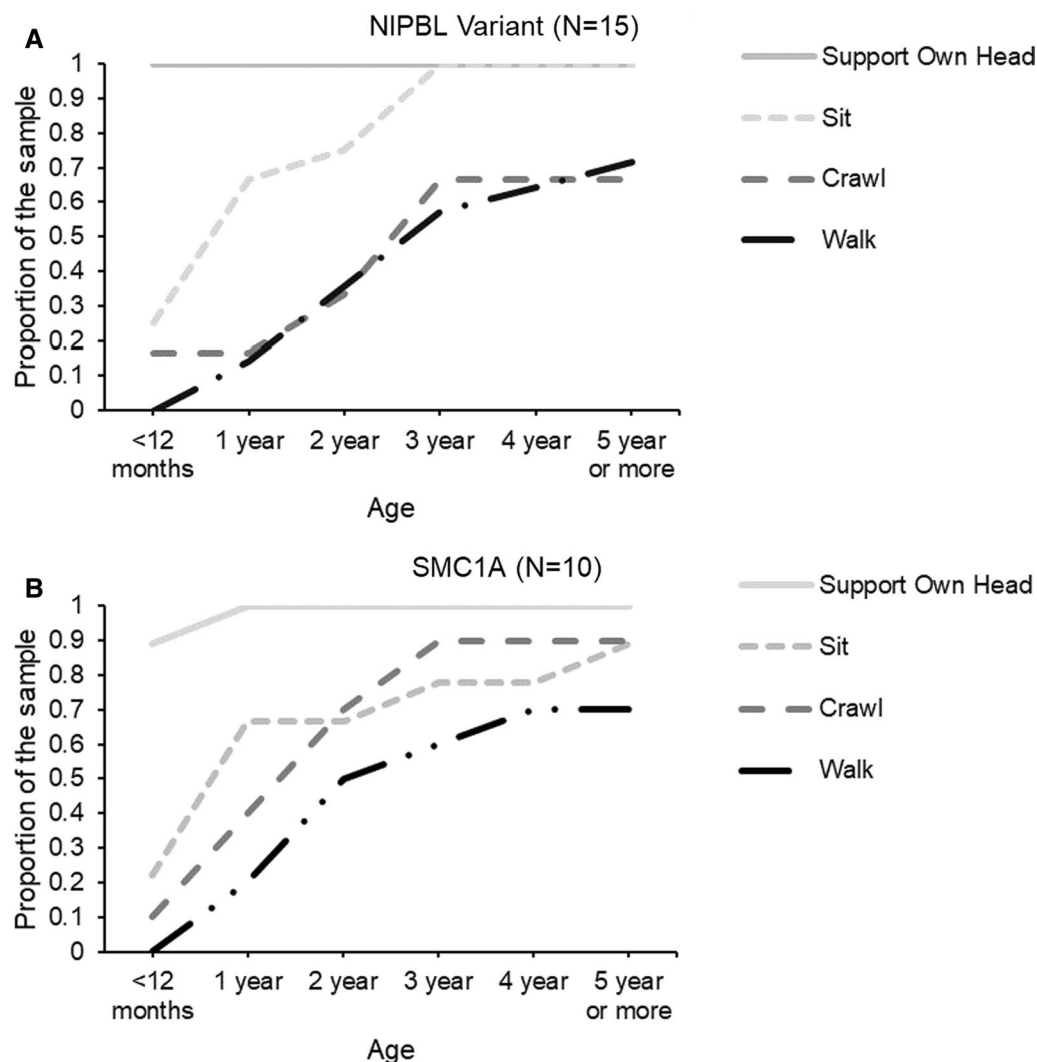 A
NIPBL Variant (N=15)
Proportion of the sample
1
0.9
0.8
0.7
0.6
0.5
0.4
0.3
0.2
0.1
0
<12 months
1 year
2 year
3 year
4 year
5 year or more
Age
Support Own Head
Sit
Crawl
Walk
B
SMC1A (N=10)
Proportion of the sample
1
0.9
0.8
0.7
0.6
0.5
0.4
0.3
0.2
0.1
0
<12 months
1 year
2 year
3 year
4 year
5 year or more
Age
Support Own Head
Sit
Crawl
Walk